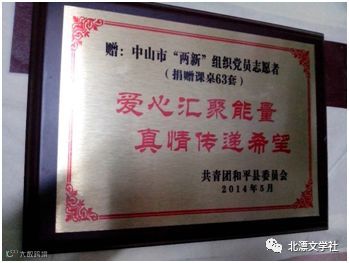 赠：中山市“两新”组织党员志愿者
（捐赠课桌63套）
爱心汇聚能量
真情传递希望
共青团和平县委员会
2014年5月
北漂文学社